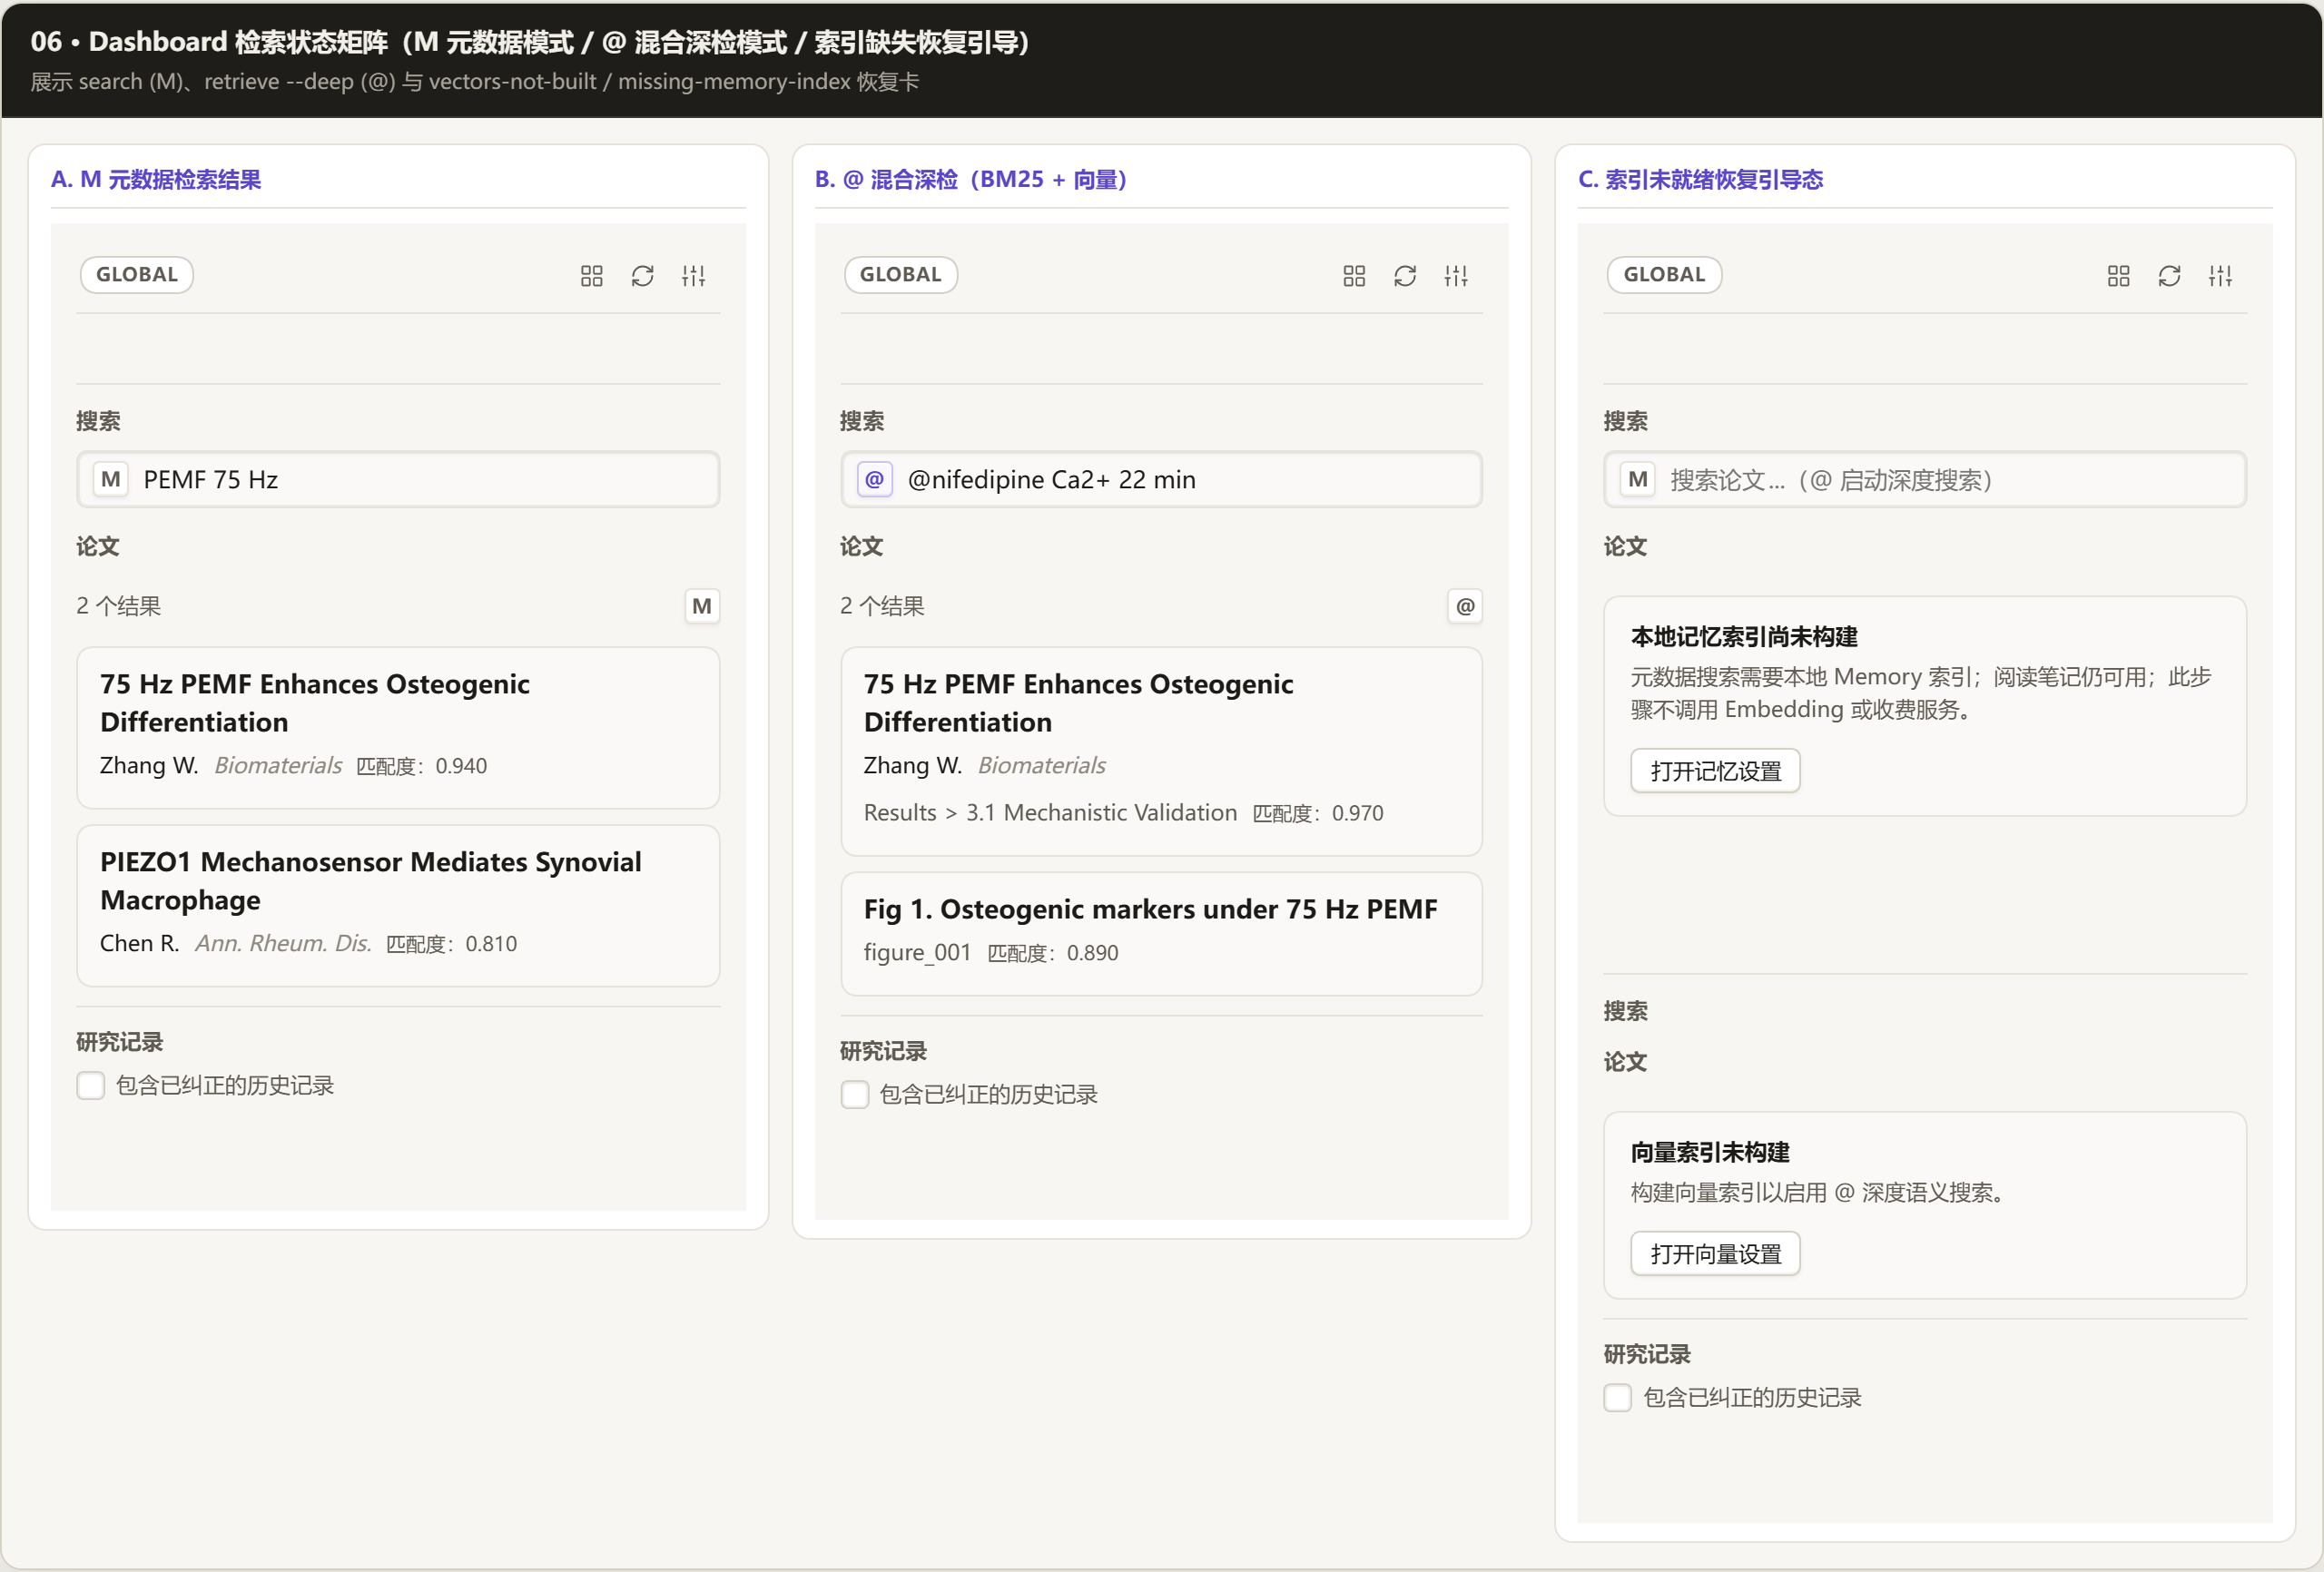 06 • Dashboard 检索状态矩阵（M 元数据模式 / @ 混合深检模式 / 索引缺失恢复引导）
展示 search (M)、retrieve --deep (@) 与 vectors-not-built / missing-memory-index 恢复卡
A. M 元数据检索结果
GLOBAL
搜索
M PEMF 75 Hz
论文
2 个结果 M
75 Hz PEMF Enhances Osteogenic
Differentiation
Zhang W. Biomaterials 匹配度：0.940
PIEZO1 Mechanosensor Mediates Synovial
Macrophage
Chen R. Ann. Rheum. Dis. 匹配度：0.810
研究记录
包含已纠正的历史记录
B. @ 混合深检（BM25 + 向量）
GLOBAL
搜索
@ @nifedipine Ca2+ 22 min
论文
2 个结果 @
75 Hz PEMF Enhances Osteogenic
Differentiation
Zhang W. Biomaterials
Results > 3.1 Mechanistic Validation 匹配度：0.970
Fig 1. Osteogenic markers under 75 Hz PEMF
figure_001 匹配度：0.890
研究记录
包含已纠正的历史记录
C. 索引未就绪恢复引导态
GLOBAL
搜索
M 搜索论文...（@ 启动深度搜索）
论文
本地记忆索引尚未构建
元数据搜索需要本地 Memory 索引；阅读笔记仍可用；此步
骤不调用 Embedding 或收费服务。
打开记忆设置
搜索
论文
向量索引未构建
构建向量索引以启用 @ 深度语义搜索。
打开向量设置
研究记录
包含已纠正的历史记录